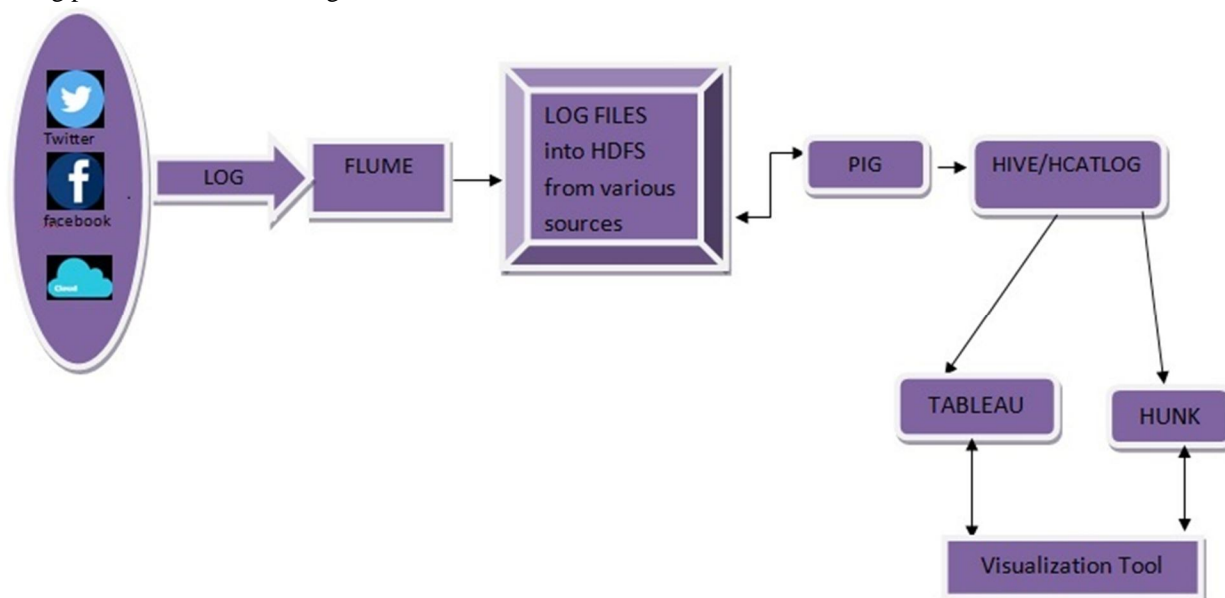 Twitter
facebook
Cloud
LOG
FLUME
LOG FILES
into HDFS
from various
sources
PIG
HIVE/HCATLOG
TABLEAU
HUNK
Visualization Tool